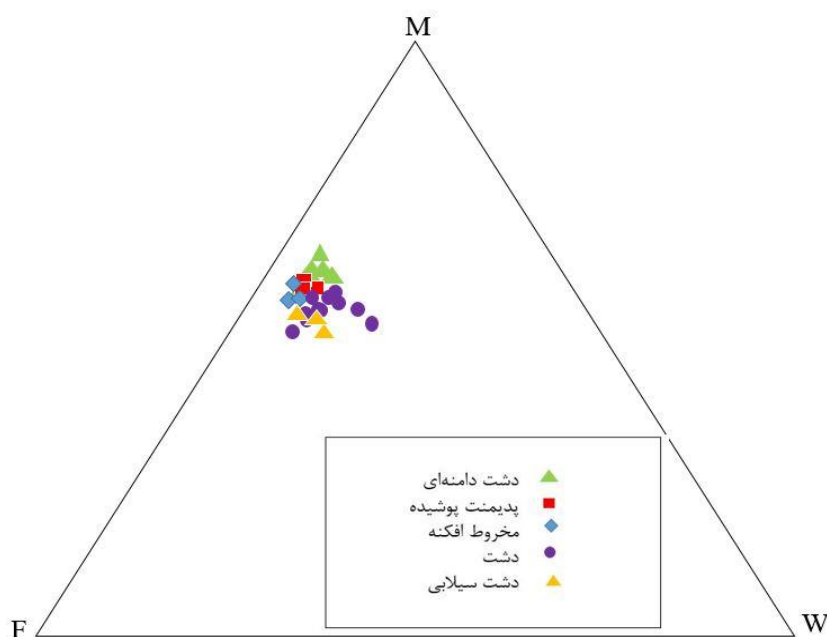 M
دشت دامنه‌ای
پدیمنت پوشیده
مخروط افکنه
دشت
دشت سیلابی
F
W